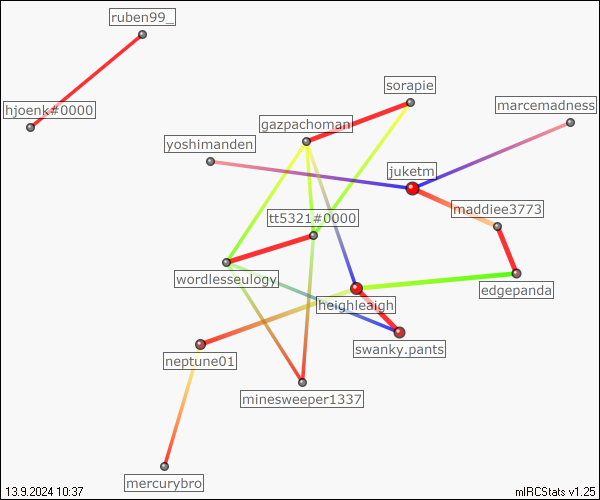 ruben99_
hjoenk#0000
sorapie
marcemadness
gazpachoman
yoshimanden
juketm
maddiee3773
tt5321#0000
wordlesseulogy
edgepanda
heighleaigh
swanky.pants
neptune01
minesweeper1337
mercurybro
13.9.2024 10:37
mIRCStats v1.25